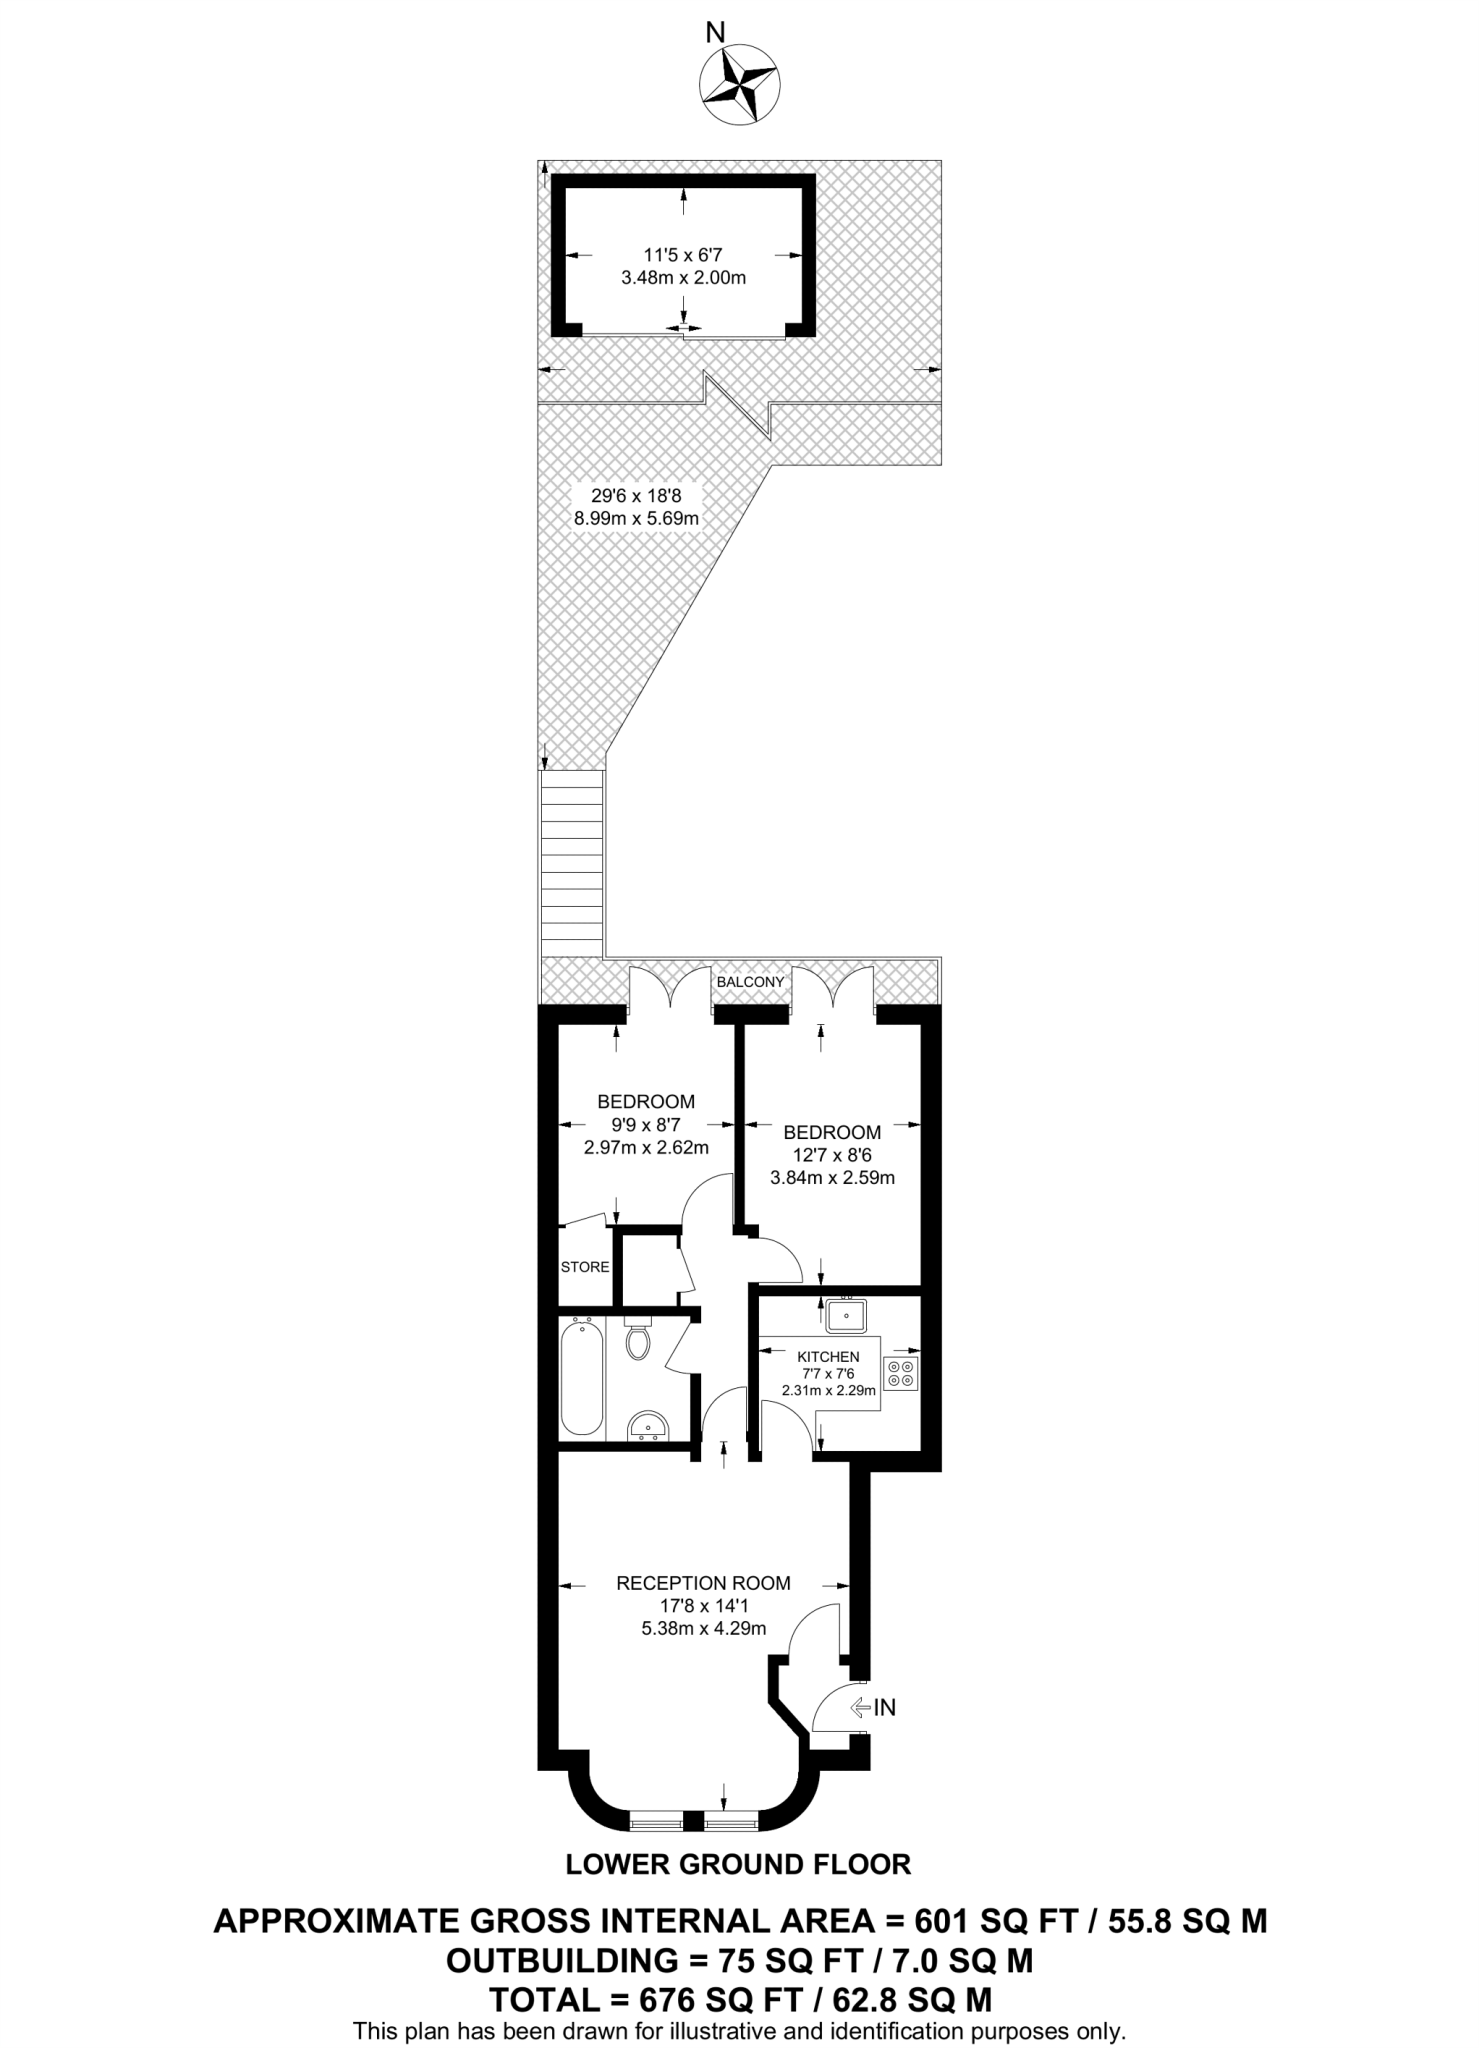 N
11'5 x 6'7
3.48m x 2.00m
29'6 x 18'8
8.99m x 5.69m
BALCONY
BEDROOM
9'9 x 8'7
2.97m x 2.62m
BEDROOM
12'7 x 8'6
3.84m x 2.59m
STORE
KITCHEN
7'7 x 7'6
2.31m x 2.29m
RECEPTION ROOM
17'8 x 14'1
5.38m x 4.29m
IN
LOWER GROUND FLOOR
APPROXIMATE GROSS INTERNAL AREA = 601 SQ FT / 55.8 SQ M
OUTBUILDING = 75 SQ FT / 7.0 SQ M
TOTAL = 676 SQ FT / 62.8 SQ M
This plan has been drawn for illustrative and identification purposes only.